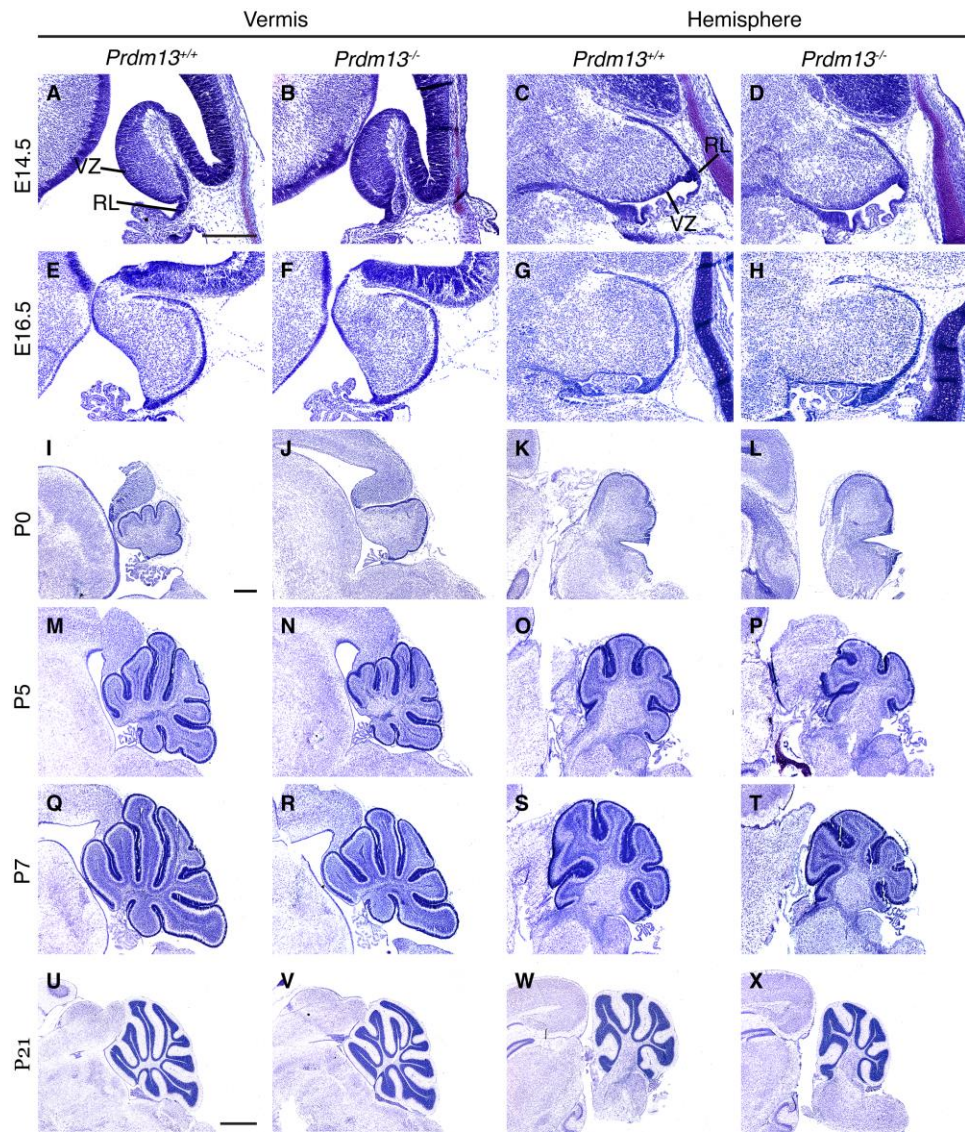 Vermis Hemisphere
Prdm13+/+ Prdm13-/- Prdm13+/+ Prdm13-/-
E14.5
A B C D
VZ RL RL VZ
E16.5
E F G H
P0
I J K L
P5
M N O P
P7
Q R S T
P21
U V W X